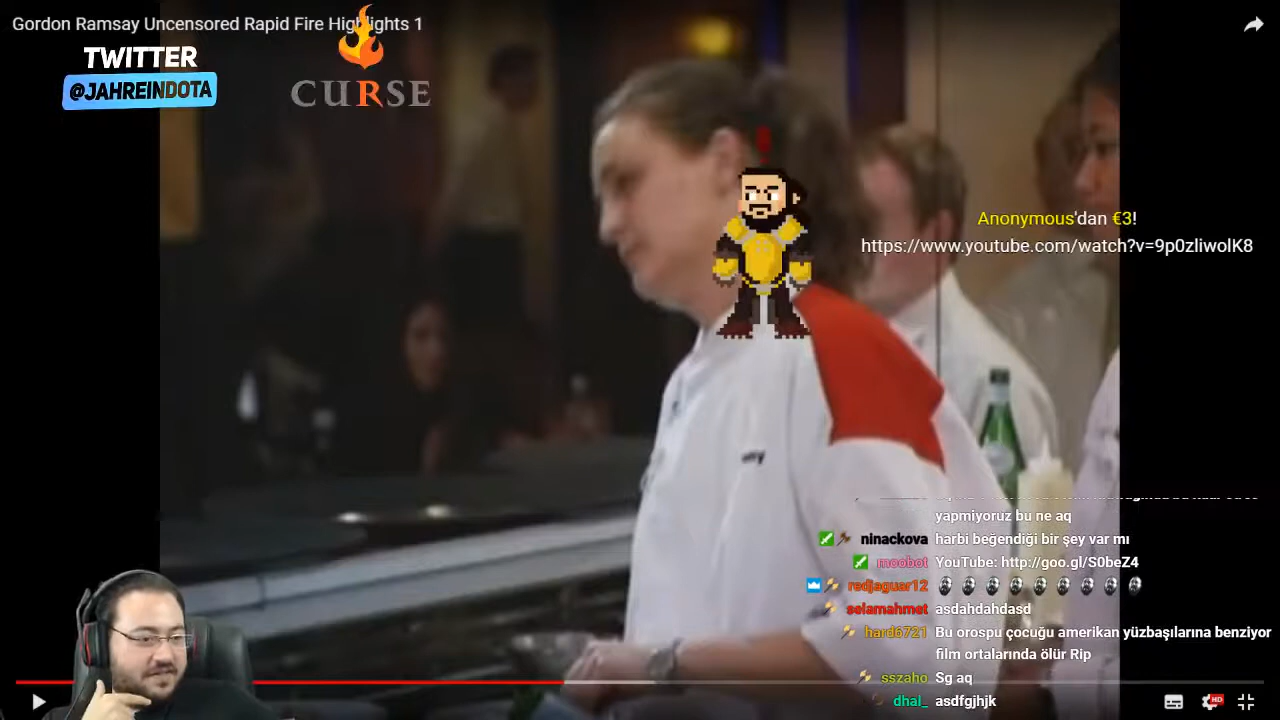 Gordon Ramsay Uncensored Rapid Fire Highlights 1
TWITTER
@JAHREINDOTA
CURSE
Anonymous'dan €3!
https://www.youtube.com/watch?v=9p0zliwolK8
yapmiyoruz bu ne aq
ninackova harbi beğendiği bir şey var mı
moobot YouTube: http://goo.gl/S0beZ4
redjaguar12
selamahmet asdahdahdasd
hard6721 Bu orospu çocuğu amerikan yüzbaşılarına benziyor
film ortalarında ölür Rip
sszaho Sg aq
dhal_ asdfgjhjk
HD